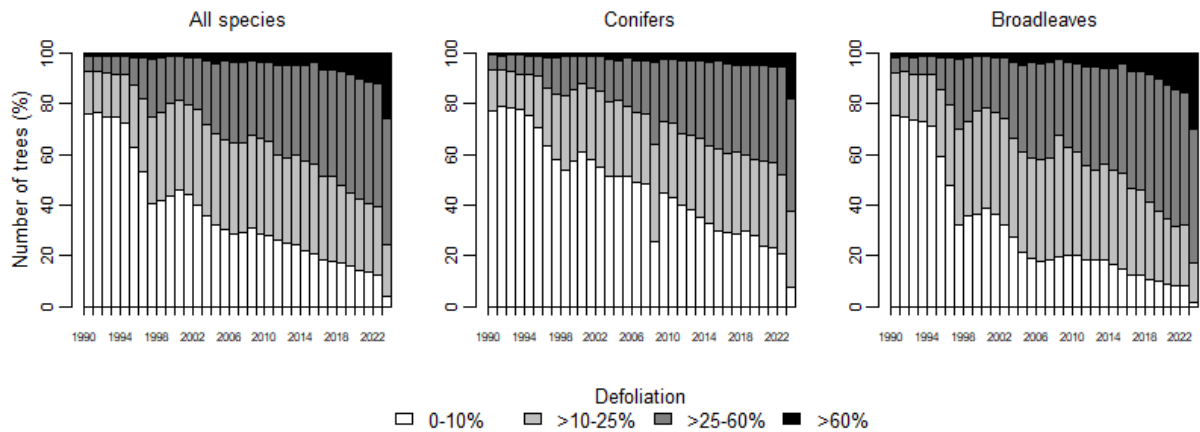 All species
Conifers
Broadleaves
Number of trees (%)
0 20 40 60 80 100
0 20 40 60 80 100
0 20 40 60 80 100
1990 1994 1998 2002 2006 2010 2014 2018 2022
1990 1994 1998 2002 2006 2010 2014 2018 2022
1990 1994 1998 2002 2006 2010 2014 2018 2022
Defoliation
0-10% >10-25% >25-60% >60%